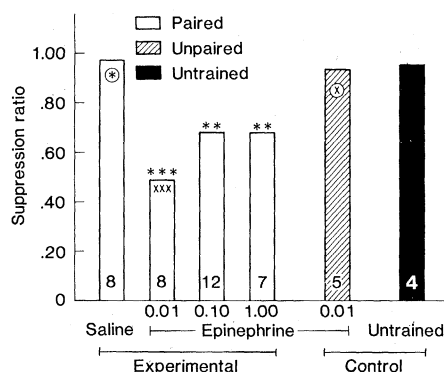 Paired
Unpaired
Untrained
Suppression ratio
1.00
.80
.60
.40
.20
0
*
***
xxx
**
**
x
8
8
12
7
5
4
0.01 0.10 1.00 0.01
Saline Epinephrine Untrained
Experimental Control